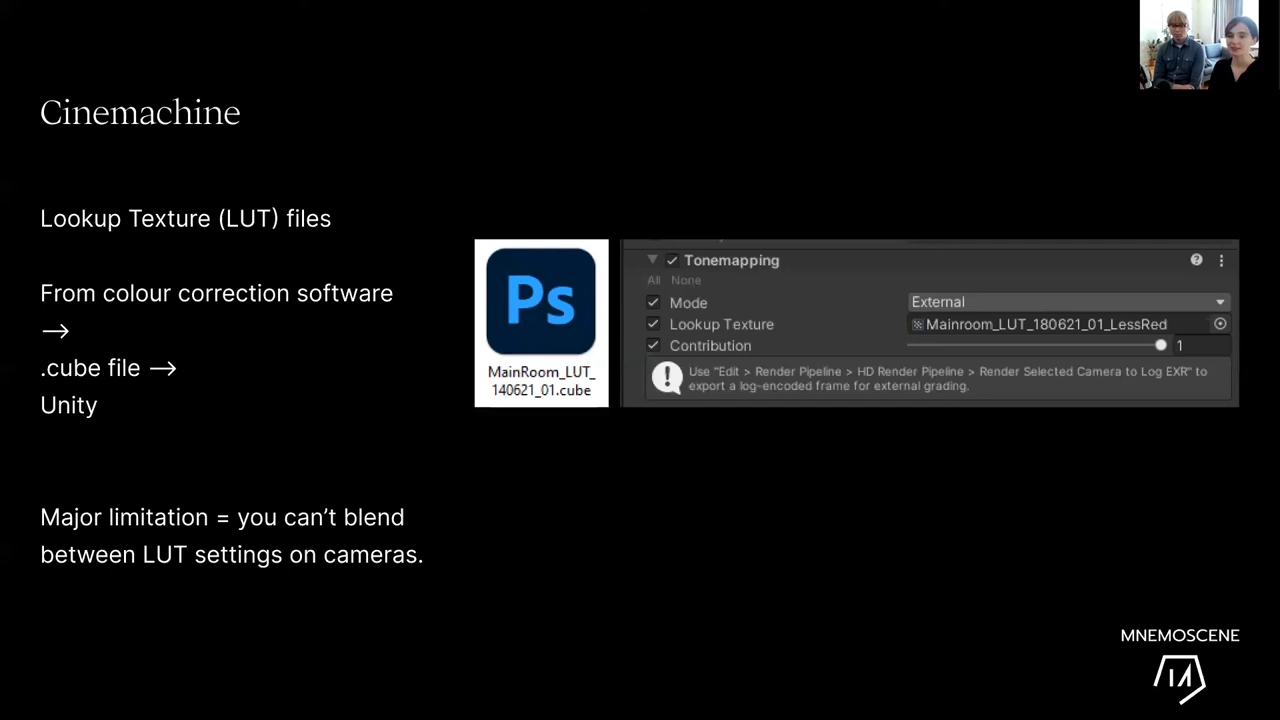 Cinemachine
Lookup Texture (LUT) files
From colour correction software
→
.cube file →
Unity
Major limitation = you can’t blend
between LUT settings on cameras.
Ps
MainRoom_LUT_
140621_01.cube
Tonemapping
All None
Mode External
Lookup Texture Mainroom_LUT_180621_01_LessRed
Contribution 1
Use "Edit > Render Pipeline > HD Render Pipeline > Render Selected Camera to Log EXR" to
export a log-encoded frame for external grading.
MNEMOSCENE